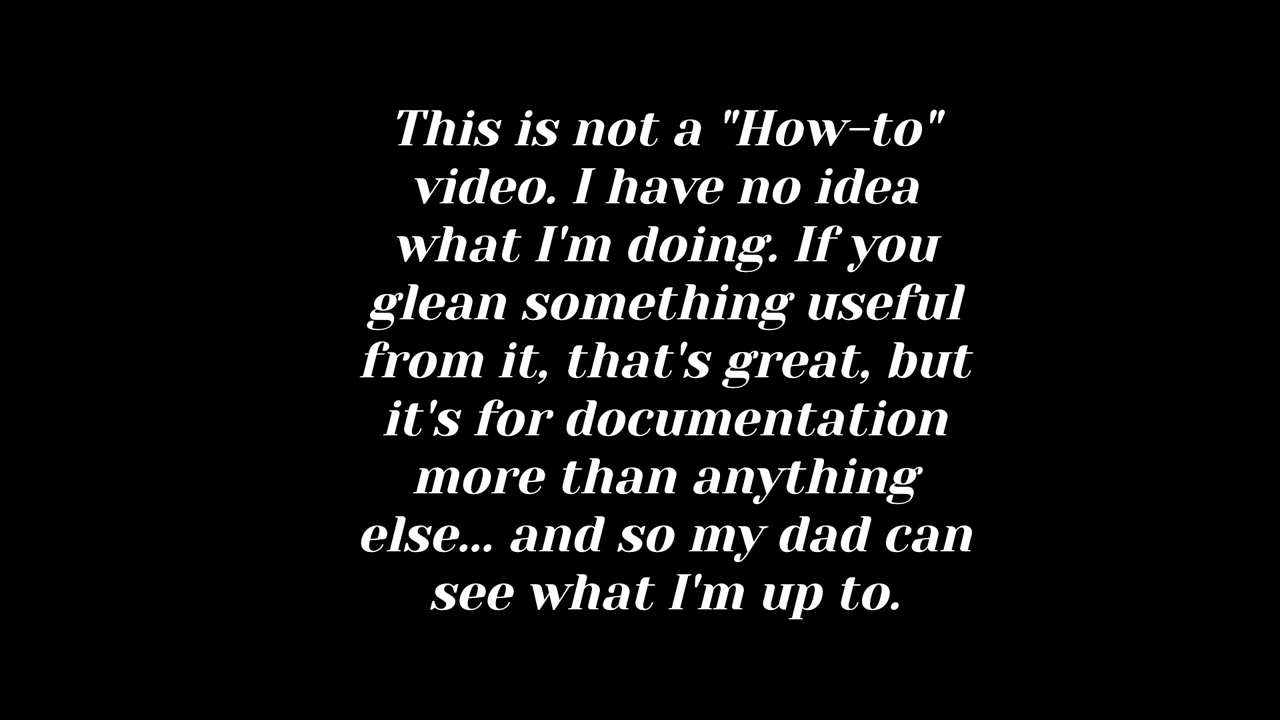 This is not a "How-to"
video. I have no idea
what I'm doing. If you
glean something useful
from it, that's great, but
it's for documentation
more than anything
else... and so my dad can
see what I'm up to.